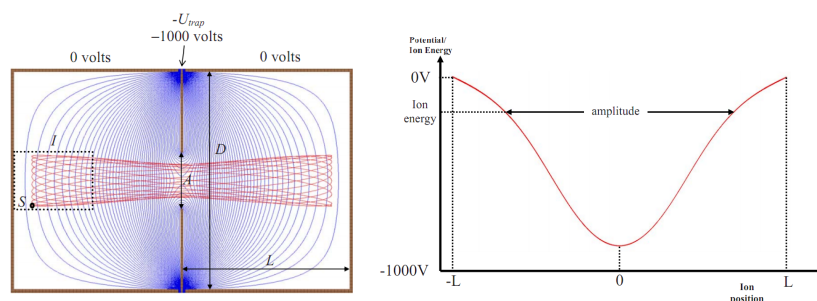 -Utrap
−1000 volts
0 volts
0 volts
I
D
A
S
L
Potential/
Ion Energy
0V
Ion
energy
amplitude
-1000V
-L
0
L
Ion
position